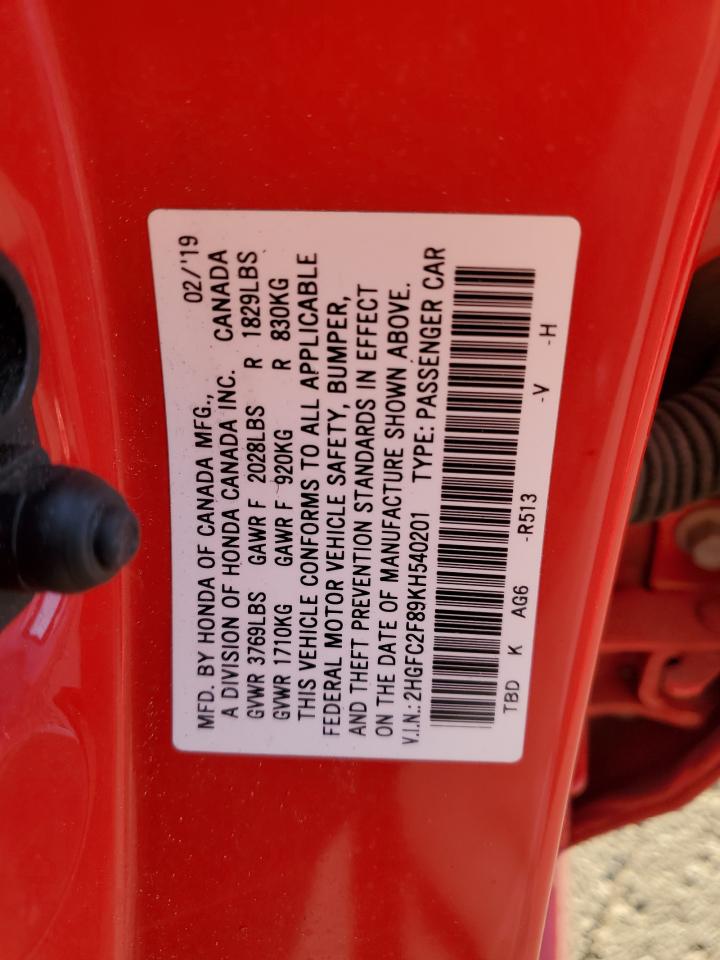 02/'19
MFD. BY HONDA OF CANADA MFG.,
A DIVISION OF HONDA CANADA INC. CANADA
GVWR 3769LBS GAWR F 2028LBS R 1829LBS
GVWR 1710KG GAWR F 920KG R 830KG
THIS VEHICLE CONFORMS TO ALL APPLICABLE
FEDERAL MOTOR VEHICLE SAFETY, BUMPER,
AND THEFT PREVENTION STANDARDS IN EFFECT
ON THE DATE OF MANUFACTURE SHOWN ABOVE.
V.I.N.: 2HGFC2F89KH540201 TYPE: PASSENGER CAR
TBD K AG6 -R513 -V -H